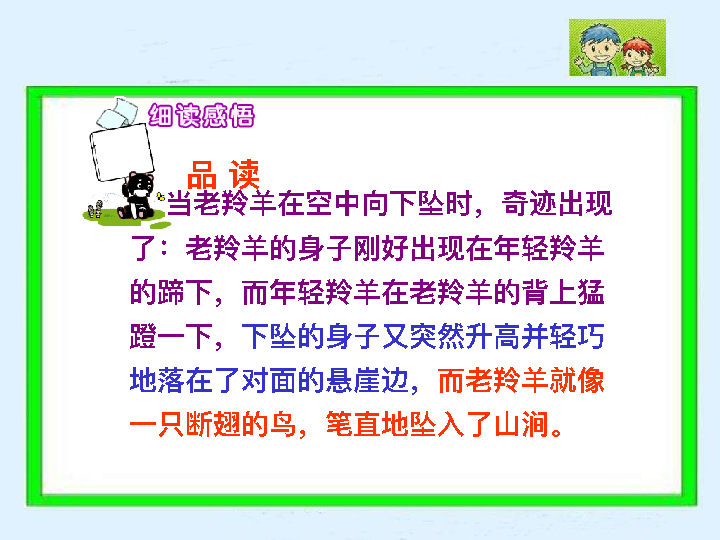 细读感悟
品 读
当老羚羊在空中向下坠时，奇迹出现
了：老羚羊的身子刚好出现在年轻羚羊
的蹄下，而年轻羚羊在老羚羊的背上猛
蹬一下，下坠的身子又突然升高并轻巧
地落在了对面的悬崖边，而老羚羊就像
一只断翅的鸟，笔直地坠入了山涧。